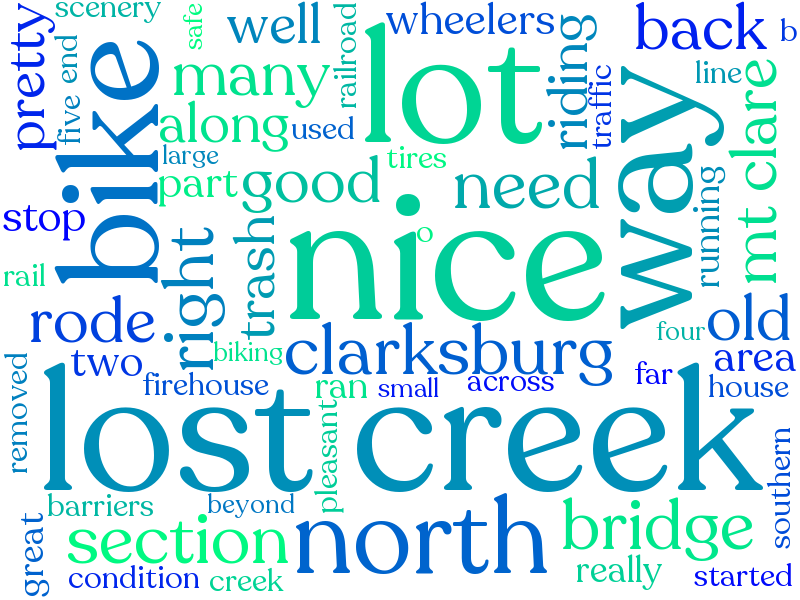 scenery
safe
well
wheelers
back
b
pretty
five end
bike
many
railroad
lot
riding
traffic
way
line
along
used
large
part
good
tires
need
mt clare
stop
right
trash
nice
o
running
rail
rode
clarksburg
four
old
two
biking
area
removed
firehouse
ran
small
across
far
house
lost creek
pleasant
southern
barriers
beyond
great
section
north
bridge
really
condition
creek
started